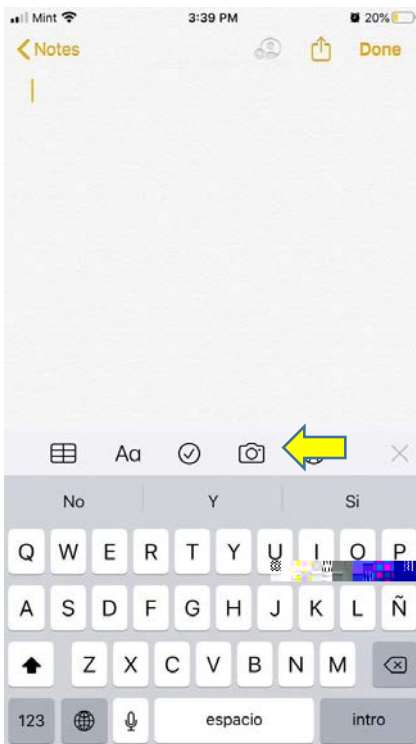 Mint 3:39 PM 20%
Notes Done
Aa
No Y Si
Q W E R T Y U I O P
A S D F G H J K L Ñ
Z X C V B N M
123 espacio intro